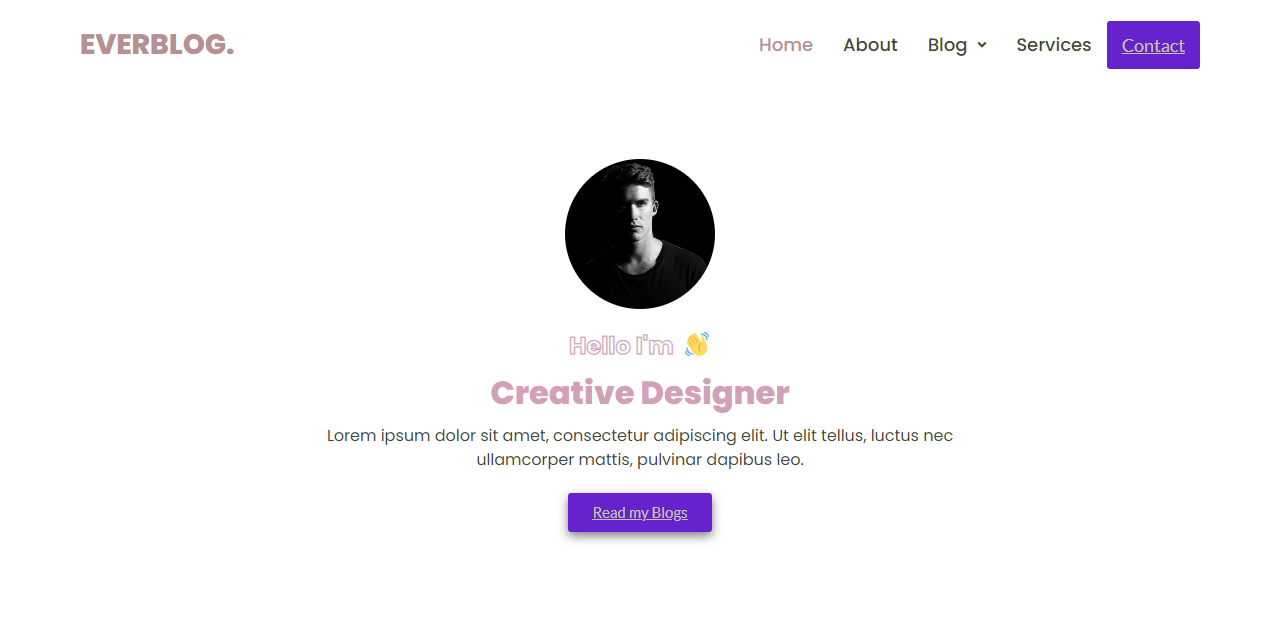 EVERBLOG.
Home About Blog Services Contact
Hello I'm 👋
Creative Designer
Lorem ipsum dolor sit amet, consectetur adipiscing elit. Ut elit tellus, luctus nec
ullamcorper mattis, pulvinar dapibus leo.
Read my Blogs